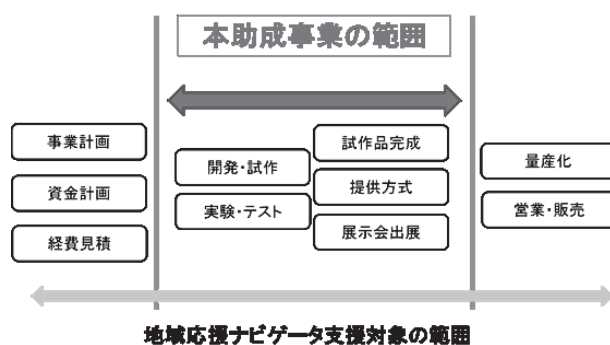 本助成事業の範囲
事業計画
資金計画
経費見積
開発・試作
実験・テスト
試作品完成
提供方式
展示会出展
量産化
営業・販売
地域応援ナビゲータ支援対象の範囲